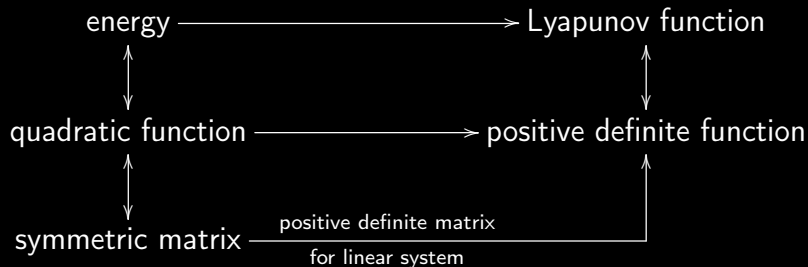 energy
Lyapunov function
quadratic function
positive definite function
positive definite matrix
symmetric matrix
for linear system